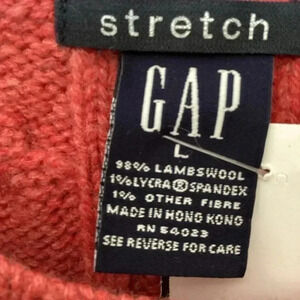 stretch
GAP
L
98% LAMBSWOOL
1% LYCRA® SPANDEX
1% OTHER FIBRE
MADE IN HONG KONG
RN 54023
SEE REVERSE FOR CARE